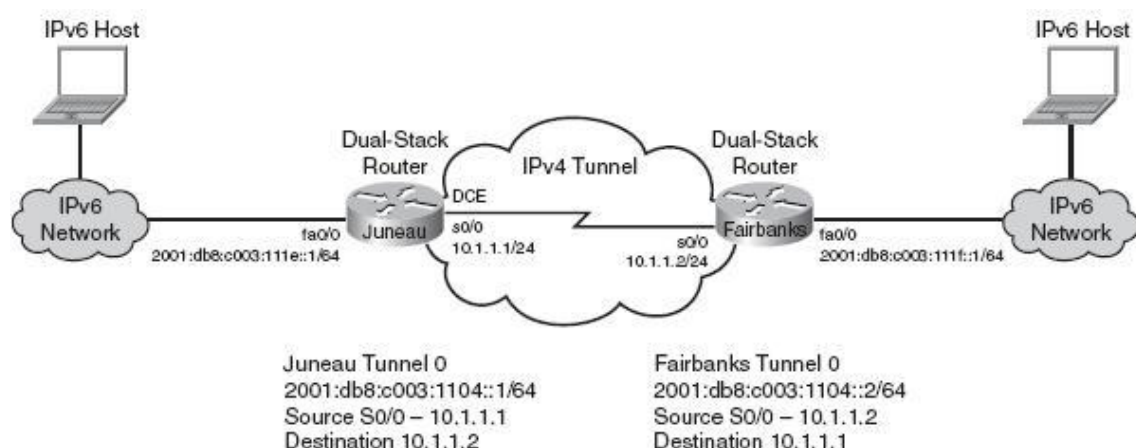 IPv6 Host
IPv6 Host
Dual-Stack
Router
IPv4 Tunnel
Dual-Stack
Router
IPv6
Network
DCE
Juneau
Fairbanks
IPv6
Network
fa0/0
s0/0
s0/0
fa0/0
2001:db8:c003:111e::1/64
10.1.1.1/24
10.1.1.2/24
2001:db8:c003:111f::1/64
Juneau Tunnel 0
2001:db8:c003:1104::1/64
Source S0/0 – 10.1.1.1
Destination 10.1.1.2
Fairbanks Tunnel 0
2001:db8:c003:1104::2/64
Source S0/0 – 10.1.1.2
Destination 10.1.1.1